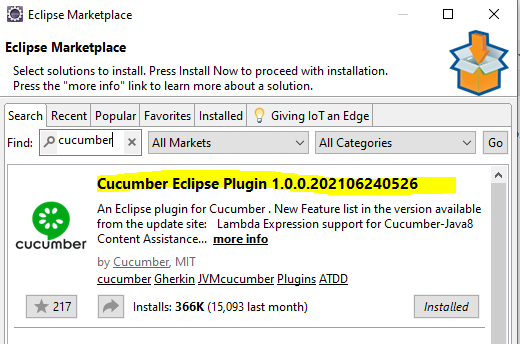 Eclipse Marketplace
Eclipse Marketplace
Select solutions to install. Press Install Now to proceed with installation.
Press the "more info" link to learn more about a solution.
Search Recent Popular Favorites Installed Giving IoT an Edge
Find: cucumber All Markets All Categories Go
Cucumber Eclipse Plugin 1.0.0.202106240526
An Eclipse plugin for Cucumber . New Feature list in the version available
from the update site: Lambda Expression support for Cucumber-Java8
Content Assistance... more info
cucumber
by Cucumber, MIT
cucumber Gherkin JVMcucumber Plugins ATDD
217 Installs: 366K (15,093 last month) Installed